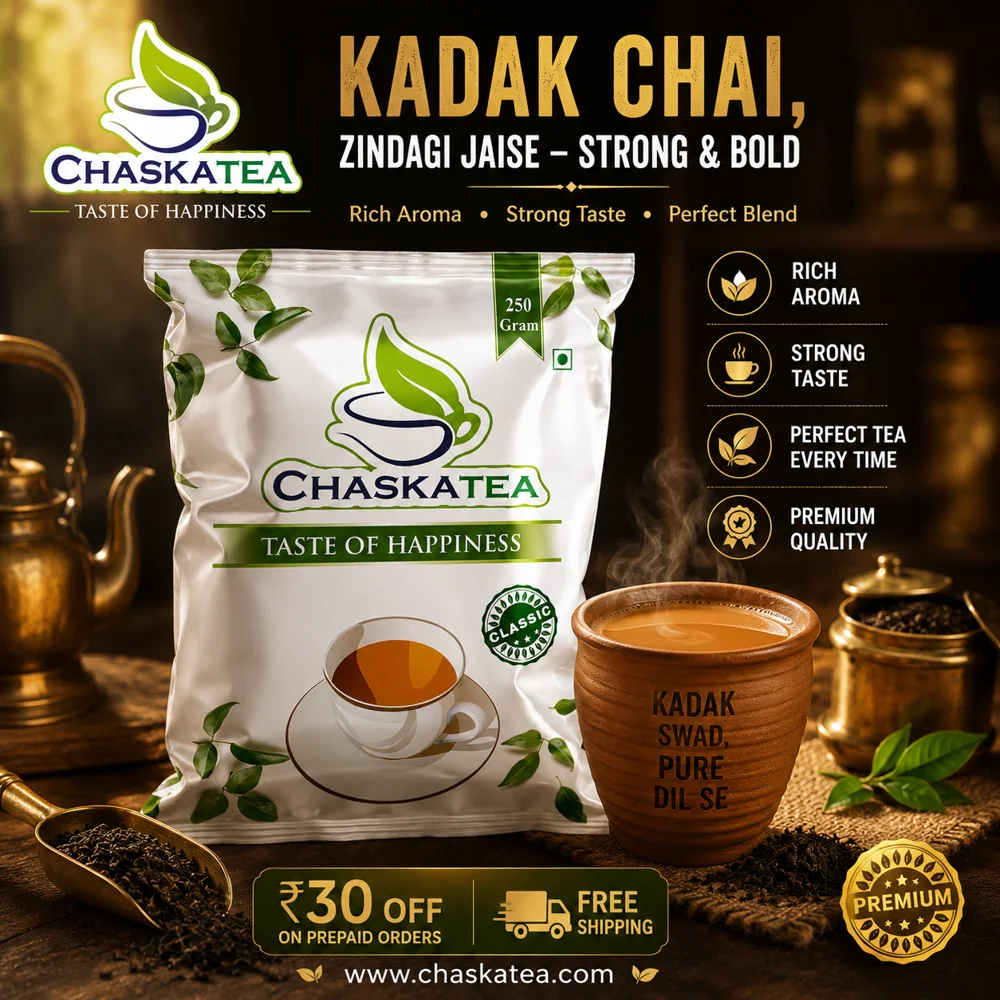 CHASKATEA
TASTE OF HAPPINESS
KADAK CHAI,
ZINDAGI JAISE – STRONG & BOLD
Rich Aroma • Strong Taste • Perfect Blend
250
Gram
CHASKATEA
TASTE OF HAPPINESS
CLASSIC
RICH
AROMA
STRONG
TASTE
PERFECT TEA
EVERY TIME
PREMIUM
QUALITY
KADAK
SWAD,
PURE
DIL SE
₹30 OFF
ON PREPAID ORDERS
FREE
SHIPPING
PREMIUM
www.chaskatea.com